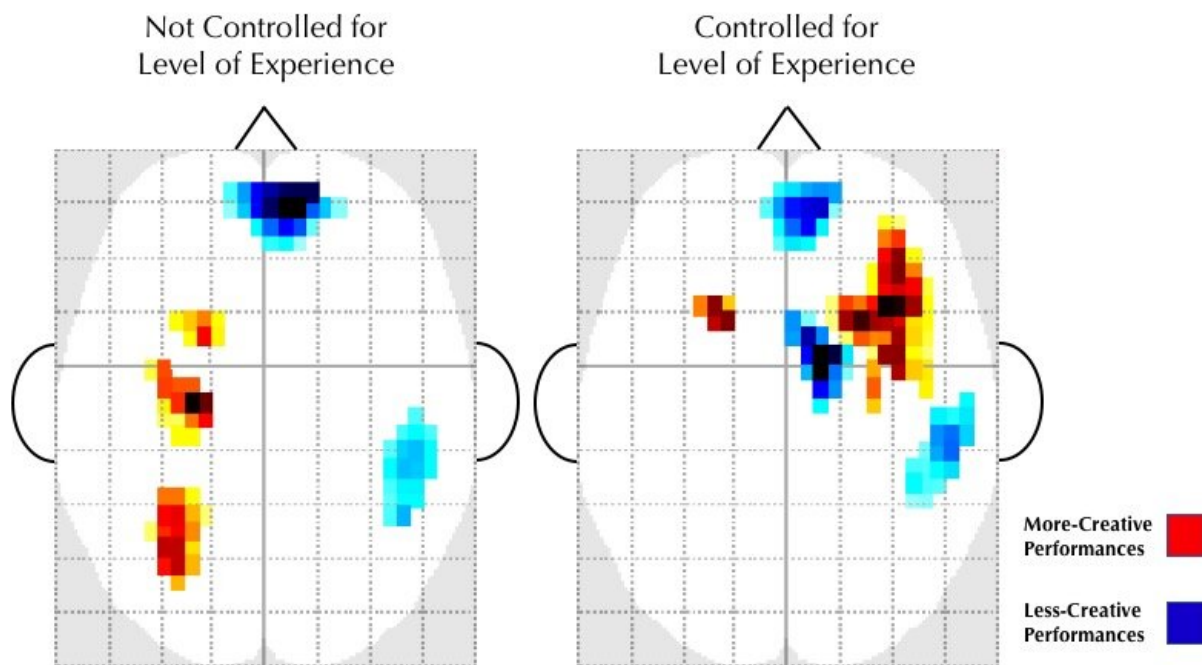 Not Controlled for
Level of Experience
Controlled for
Level of Experience
More-Creative
Performances
Less-Creative
Performances